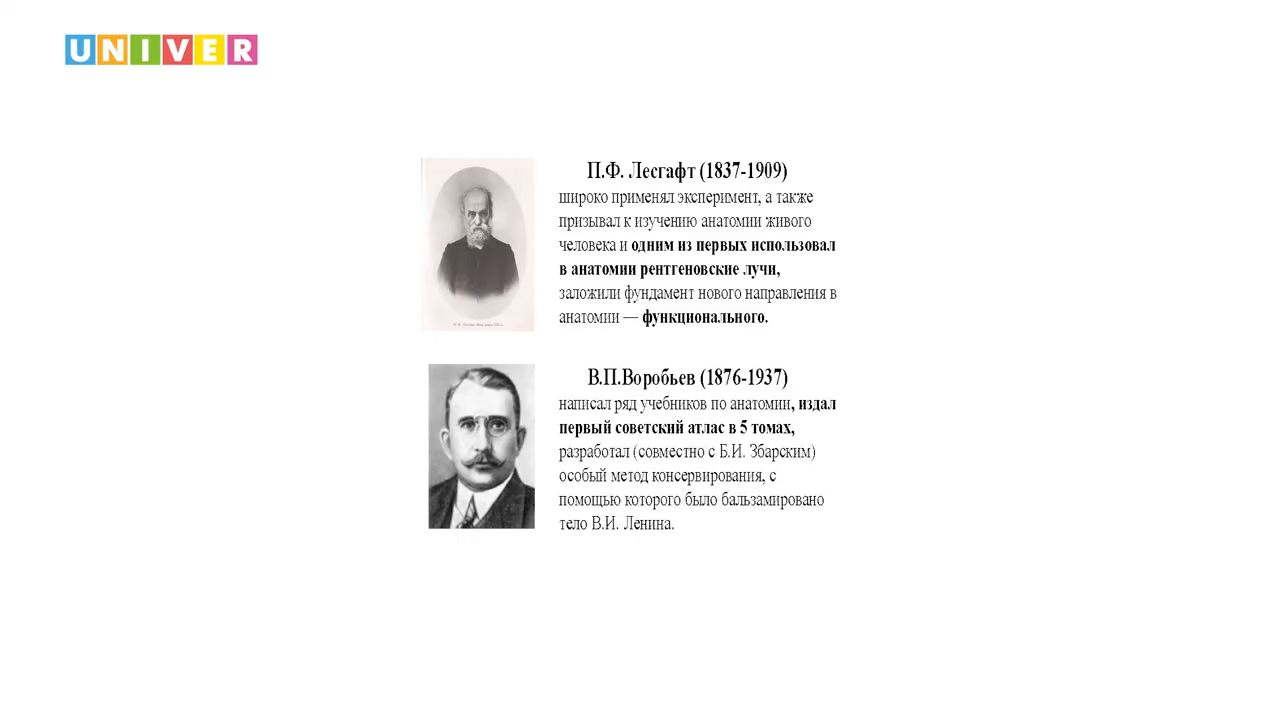 UNIVER
П.Ф. Лесгафт (1837-1909)
широко применял эксперимент, а также
призывал к изучению анатомии живого
человека и одним из первых использовал
в анатомии рентгеновские лучи,
заложили фундамент нового направления в
анатомии — функционального.
В.П.Воробьев (1876-1937)
написал ряд учебников по анатомии, издал
первый советский атлас в 5 томах,
разработал (совместно с Б.И. Збарским)
особый метод консервирования, с
помощью которого было бальзамировано
тело В.И. Ленина.